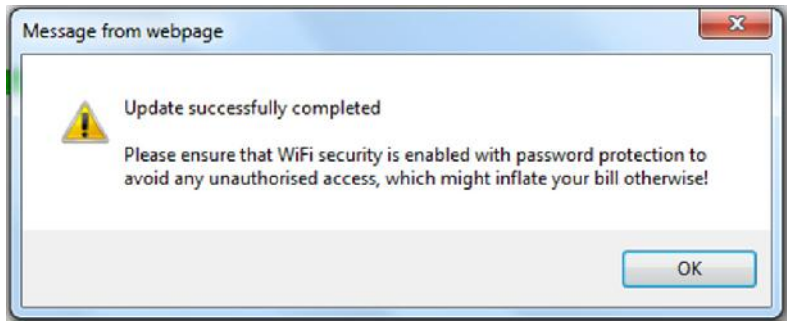 Message from webpage
Update successfully completed
Please ensure that WiFi security is enabled with password protection to
avoid any unauthorised access, which might inflate your bill otherwise!
OK